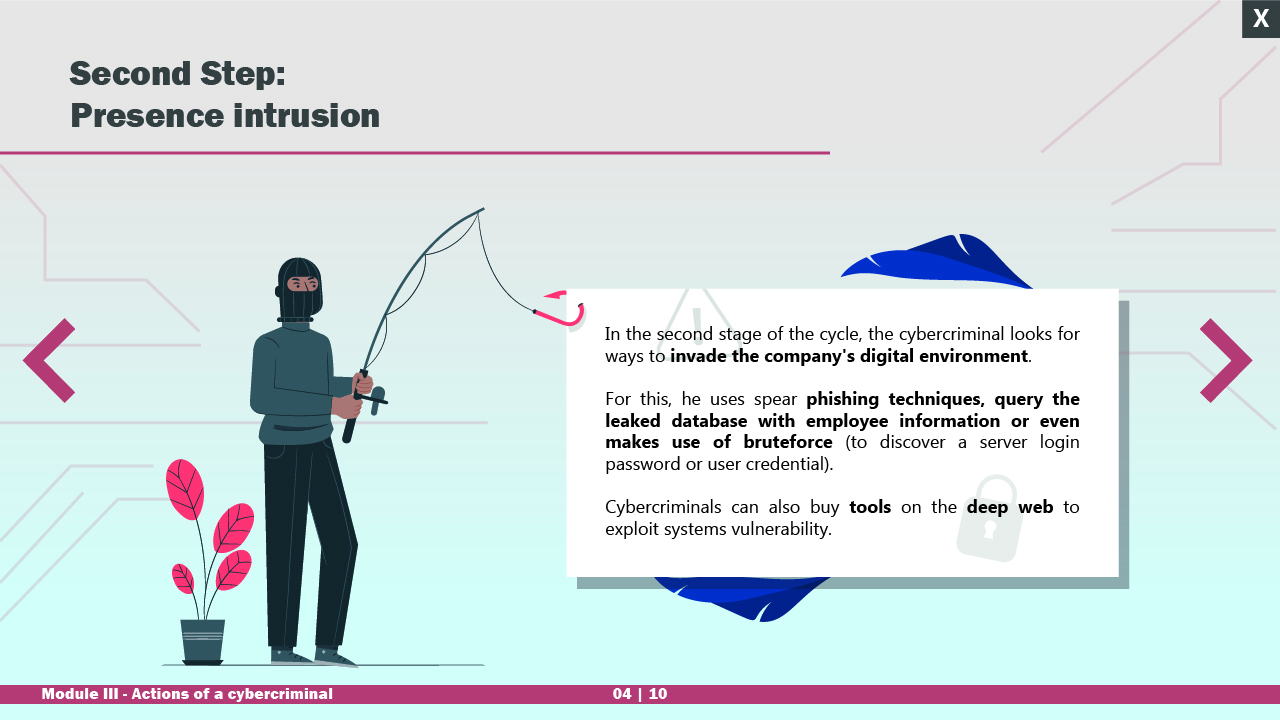 X
Second Step:
Presence intrusion
In the second stage of the cycle, the cybercriminal looks for
ways to invade the company's digital environment.
For this, he uses spear phishing techniques, query the
leaked database with employee information or even
makes use of bruteforce (to discover a server login
password or user credential).
Cybercriminals can also buy tools on the deep web to
exploit systems vulnerability.
Module III - Actions of a cybercriminal
04 | 10